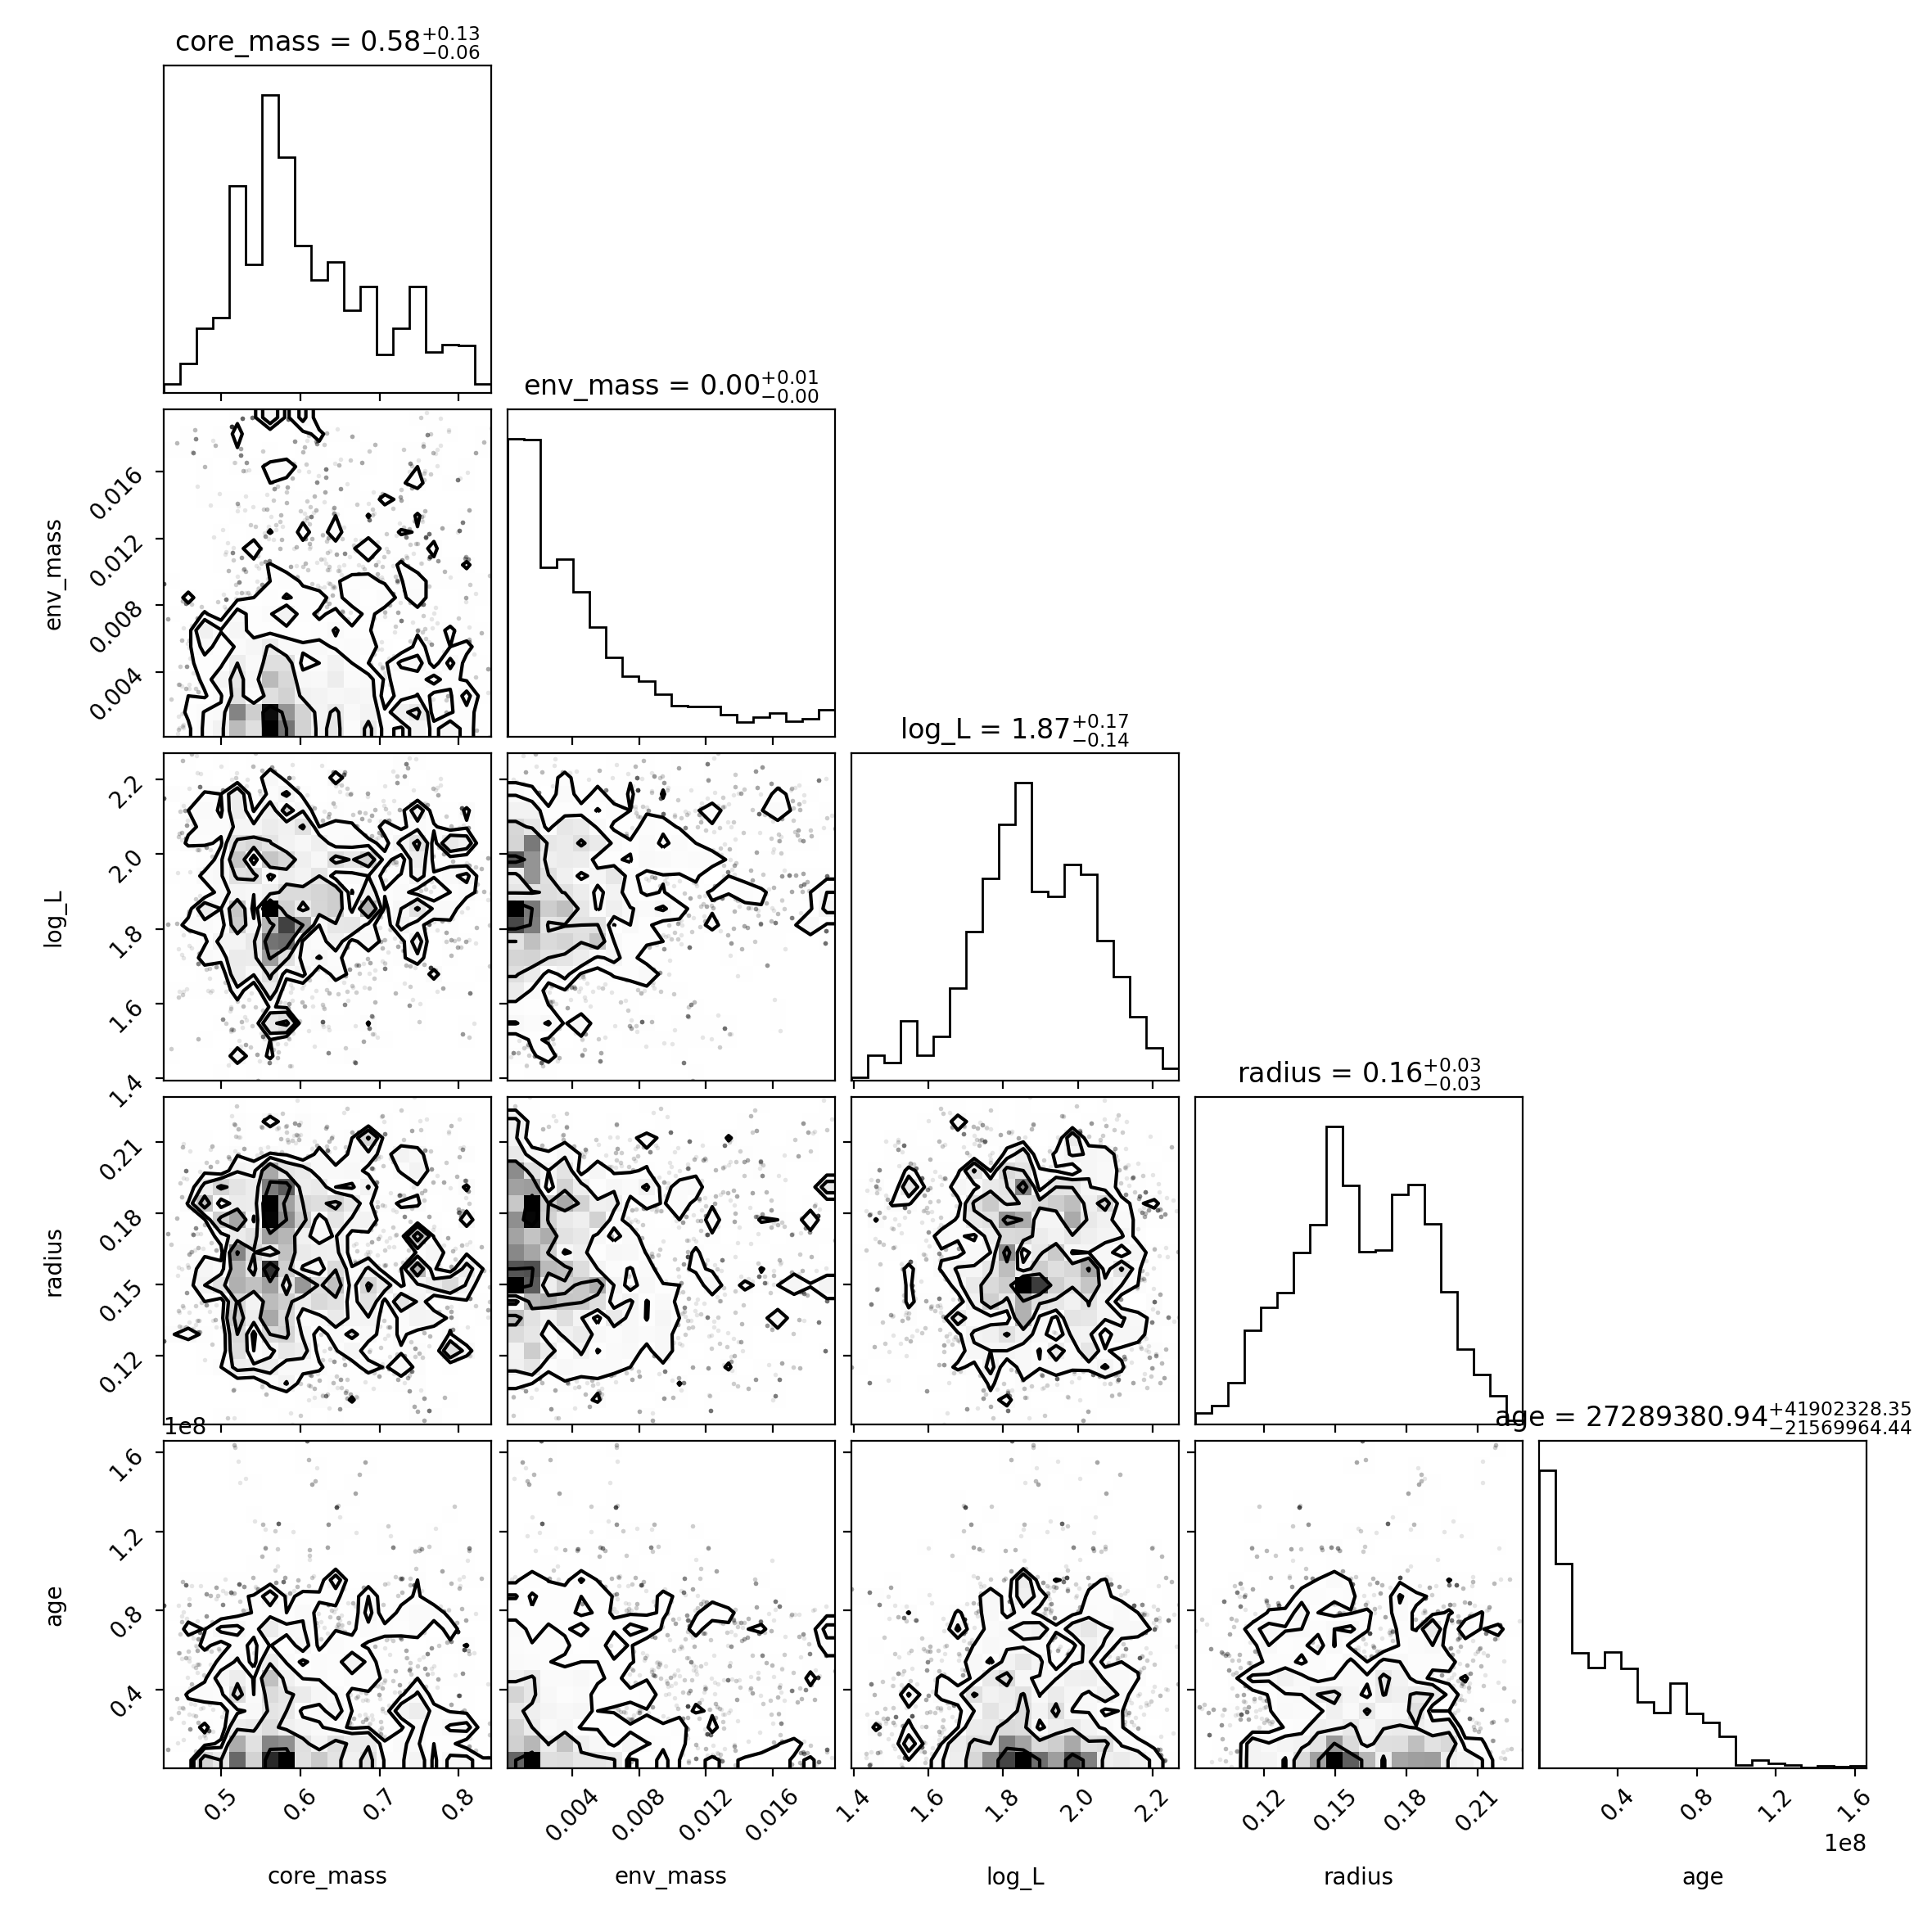 core_mass = 0.58+0.13−0.06
env_mass = 0.00+0.01−0.00
0.016
0.012
0.008
0.004
env_mass
log_L = 1.87+0.17−0.14
2.2
2.0
1.8
1.6
1.4
log_L
radius = 0.16+0.03−0.03
0.21
0.18
0.15
0.12
radius
age = 27289380.94+41902328.35−21569964.44
1e8
1.6
1.2
0.8
0.4
age
0.5 0.6 0.7 0.8 0.004 0.008 0.012 0.016 1.4 1.6 1.8 2.0 2.2 0.12 0.15 0.18 0.21 0.4 0.8 1.2 1.6
1e8
core_mass env_mass log_L radius age